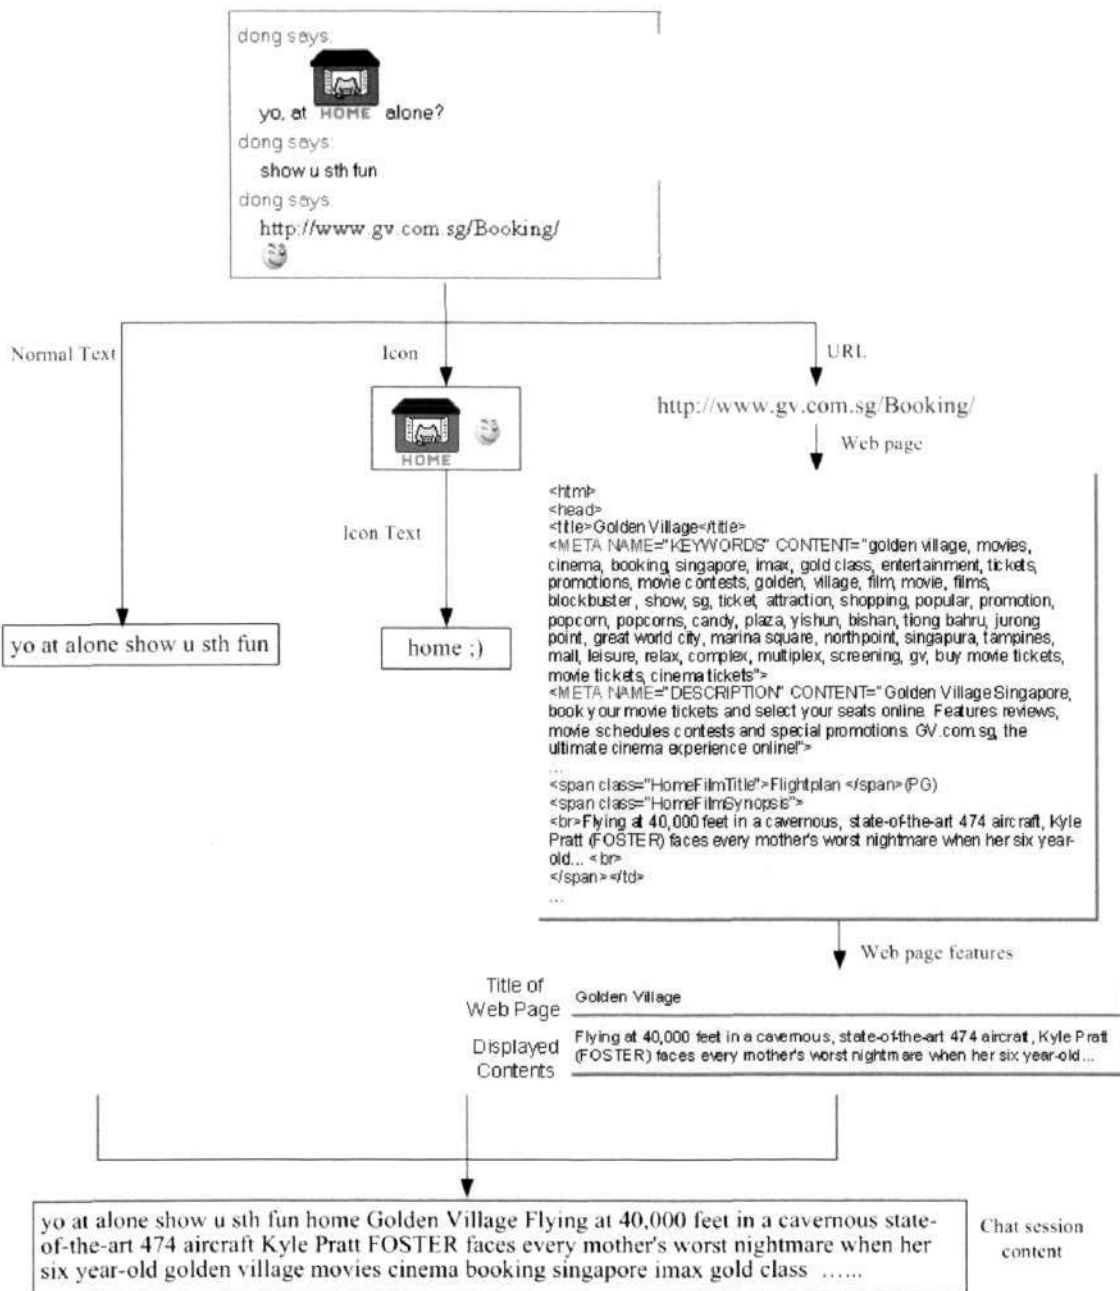 dong says:
yo, at HOME alone?
dong says:
show u sth fun
dong says:
http://www.gv.com.sg/Booking/
Normal Text
Icon
URL
HOME
http://www.gv.com.sg/Booking/
Web page
<html>
<head>
<title>Golden Village</title>
<META NAME="KEYWORDS" CONTENT="golden village, movies,
cinema, booking, singapore, imax, gold class, entertainment, tickets,
promotions, movie contests, golden, village, film, movie, films,
blockbuster, show, sg, ticket, attraction, shopping, popular, promotion,
popcorn, popcorns, candy, plaza, yishun, bishan, tiong bahru, jurong
point, great world city, marina square, northpoint, singapura, tampines,
mall, leisure, relax, complex, multiplex, screening, gv, buy movie tickets,
movie tickets, cinema tickets">
<META NAME="DESCRIPTION" CONTENT="Golden Village Singapore,
book your movie tickets and select your seats online. Features reviews,
movie schedules contests and special promotions. GV.com.sg, the
ultimate cinema experience online!">
...
<span class="HomeFilmTitle">Flightplan </span>(PG)
<span class="HomeFilmSynopsis">
<br>Flying at 40,000 feet in a cavernous, state-of-the-art 474 aircraft, Kyle
Pratt (FOSTER) faces every mother's worst nightmare when her six year-
old... <br>
</span></td>
...
Icon Text
yo at alone show u sth fun
home ;)
Web page features
Title of
Web Page
Golden Village
Displayed
Contents
Flying at 40,000 feet in a cavernous, state-of-the-art 474 aircraft, Kyle Pratt
(FOSTER) faces every mother's worst nightmare when her six year-old...
yo at alone show u sth fun home Golden Village Flying at 40,000 feet in a cavernous state-
of-the-art 474 aircraft Kyle Pratt FOSTER faces every mother's worst nightmare when her
six year-old golden village movies cinema booking singapore imax gold class ......
Chat session
content